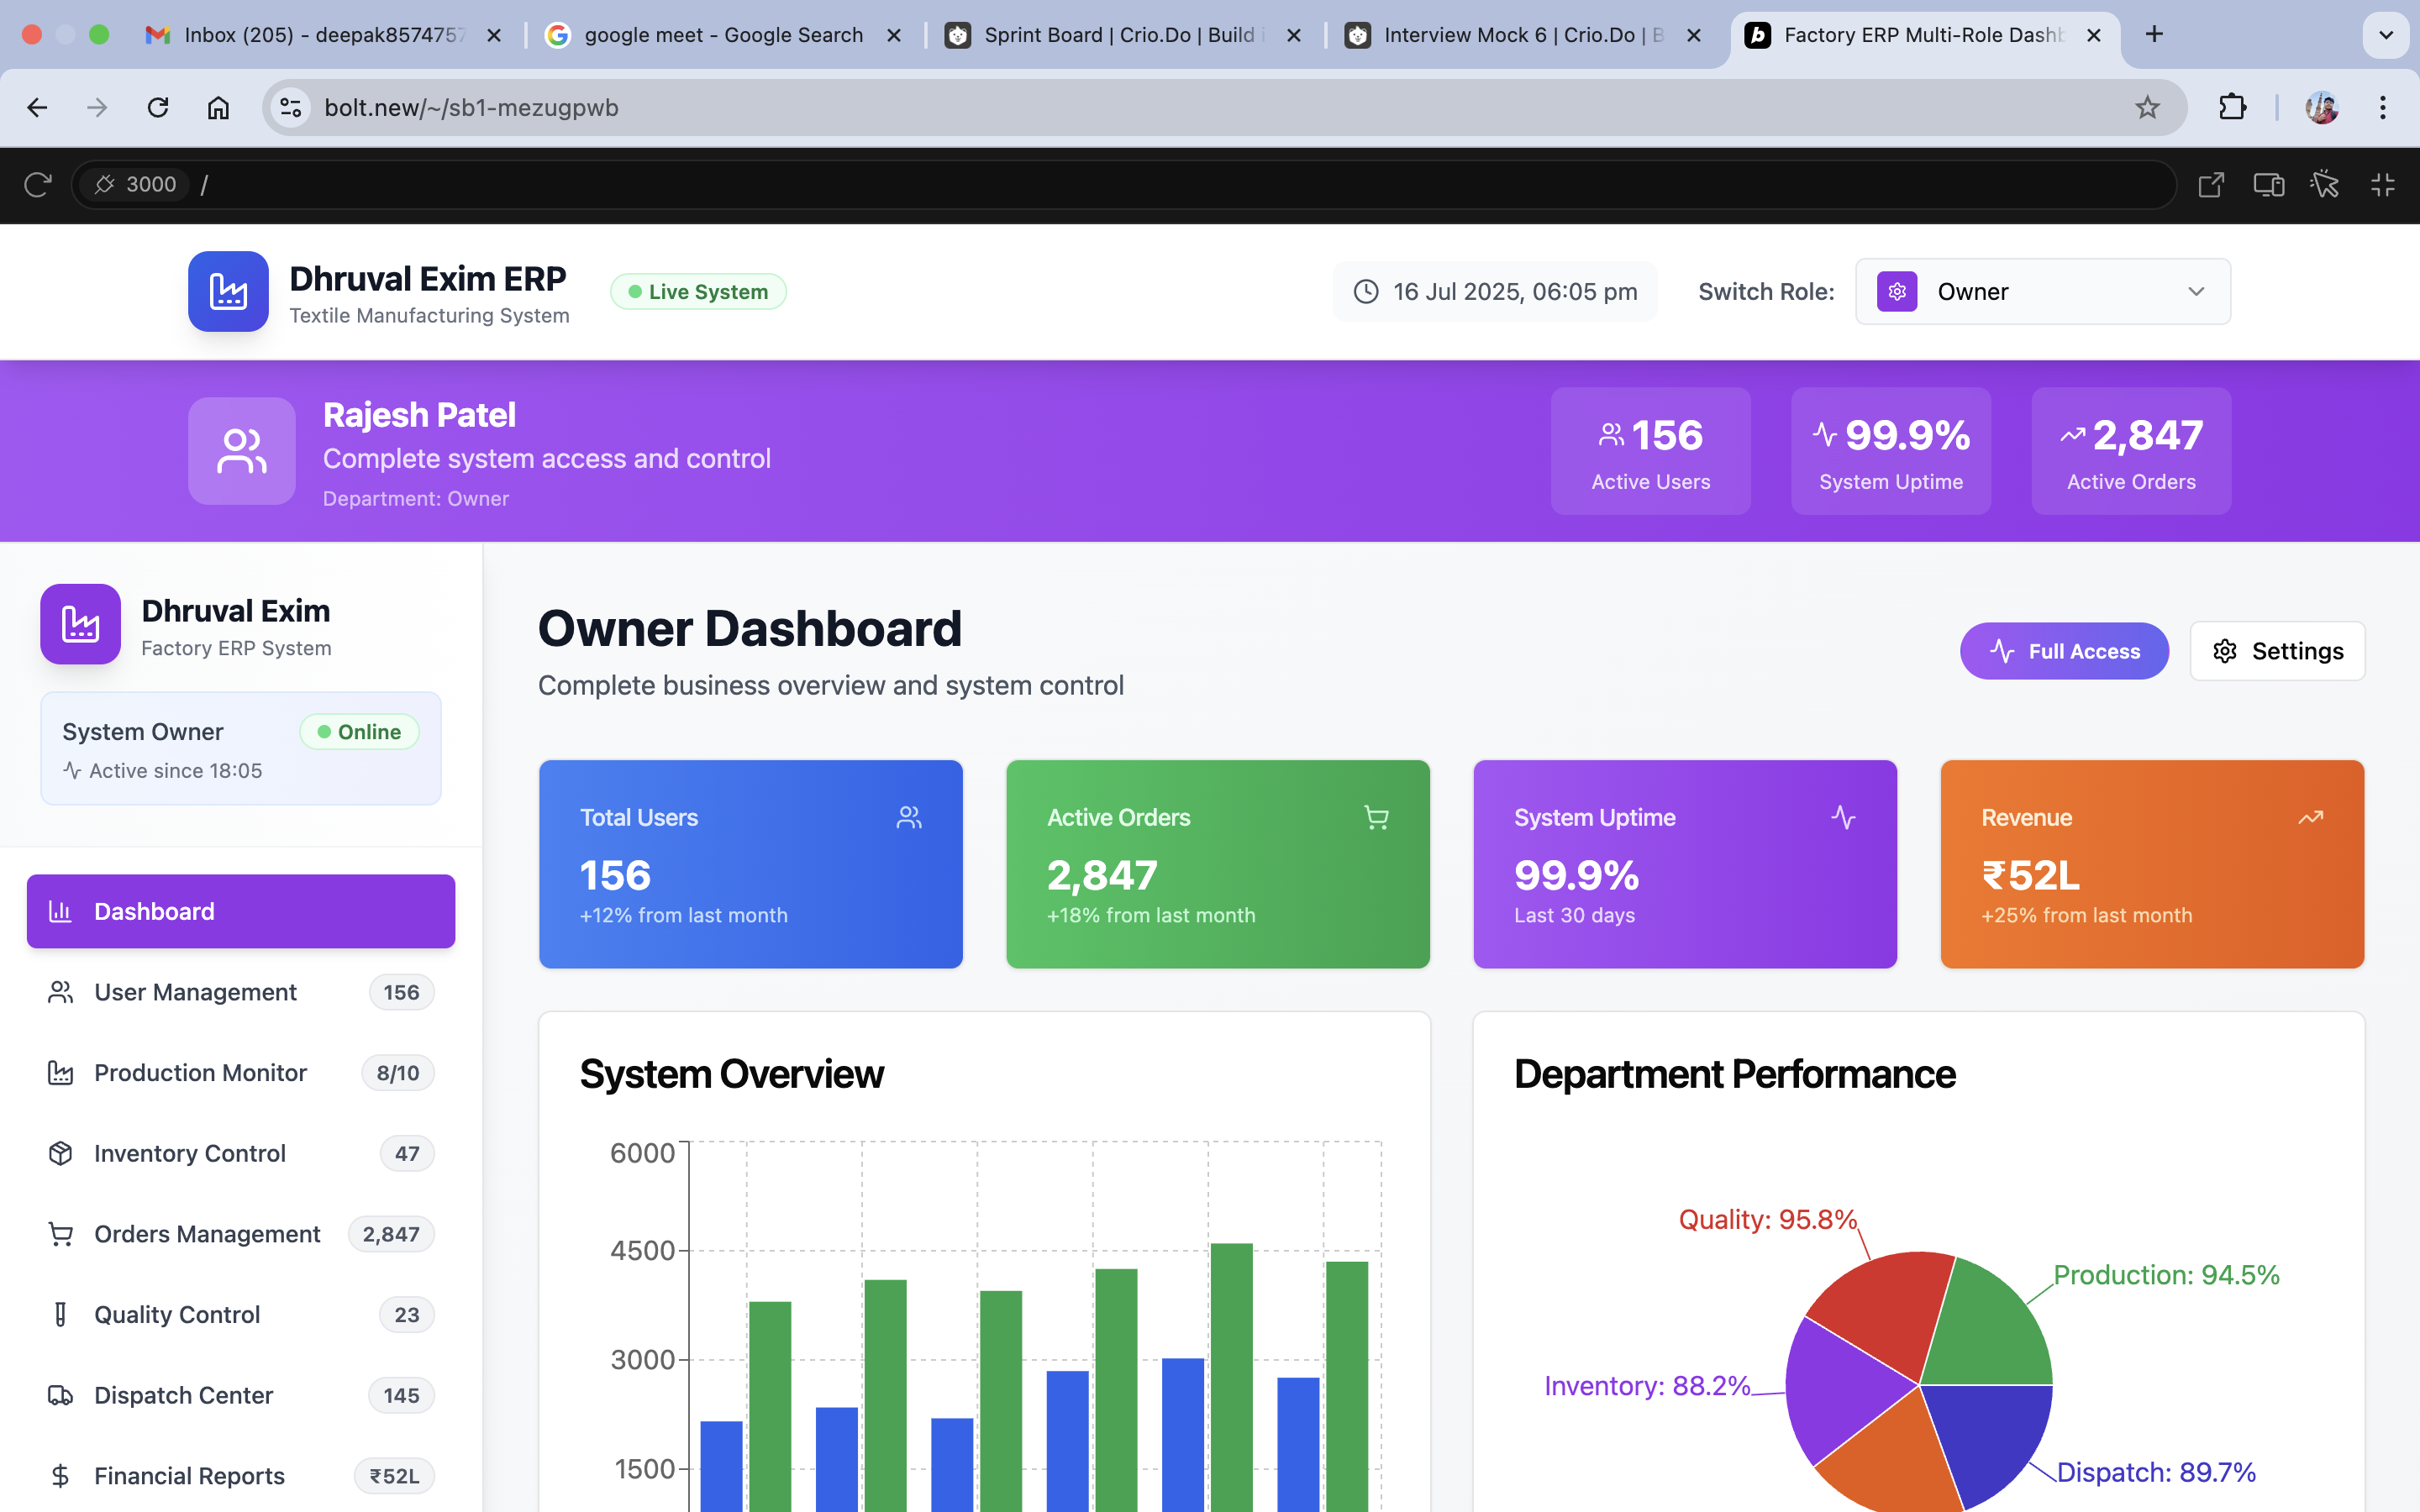 Inbox (205) - deepak8574757
google meet - Google Search
Sprint Board | Crio.Do | Build i
Interview Mock 6 | Crio.Do | B
Factory ERP Multi-Role Dashb
bolt.new/~/sb1-mezugpwb
3000 /
Dhruval Exim ERP
Textile Manufacturing System
Live System
16 Jul 2025, 06:05 pm
Switch Role:
Owner
Rajesh Patel
Complete system access and control
Department: Owner
156
Active Users
99.9%
System Uptime
2,847
Active Orders
Dhruval Exim
Factory ERP System
System Owner
Online
Active since 18:05
Dashboard
User Management 156
Production Monitor 8/10
Inventory Control 47
Orders Management 2,847
Quality Control 23
Dispatch Center 145
Financial Reports ₹52L
Owner Dashboard
Complete business overview and system control
Full Access
Settings
Total Users
156
+12% from last month
Active Orders
2,847
+18% from last month
System Uptime
99.9%
Last 30 days
Revenue
₹52L
+25% from last month
System Overview
6000
4500
3000
1500
Department Performance
Quality: 95.8%
Production: 94.5%
Inventory: 88.2%
Dispatch: 89.7%